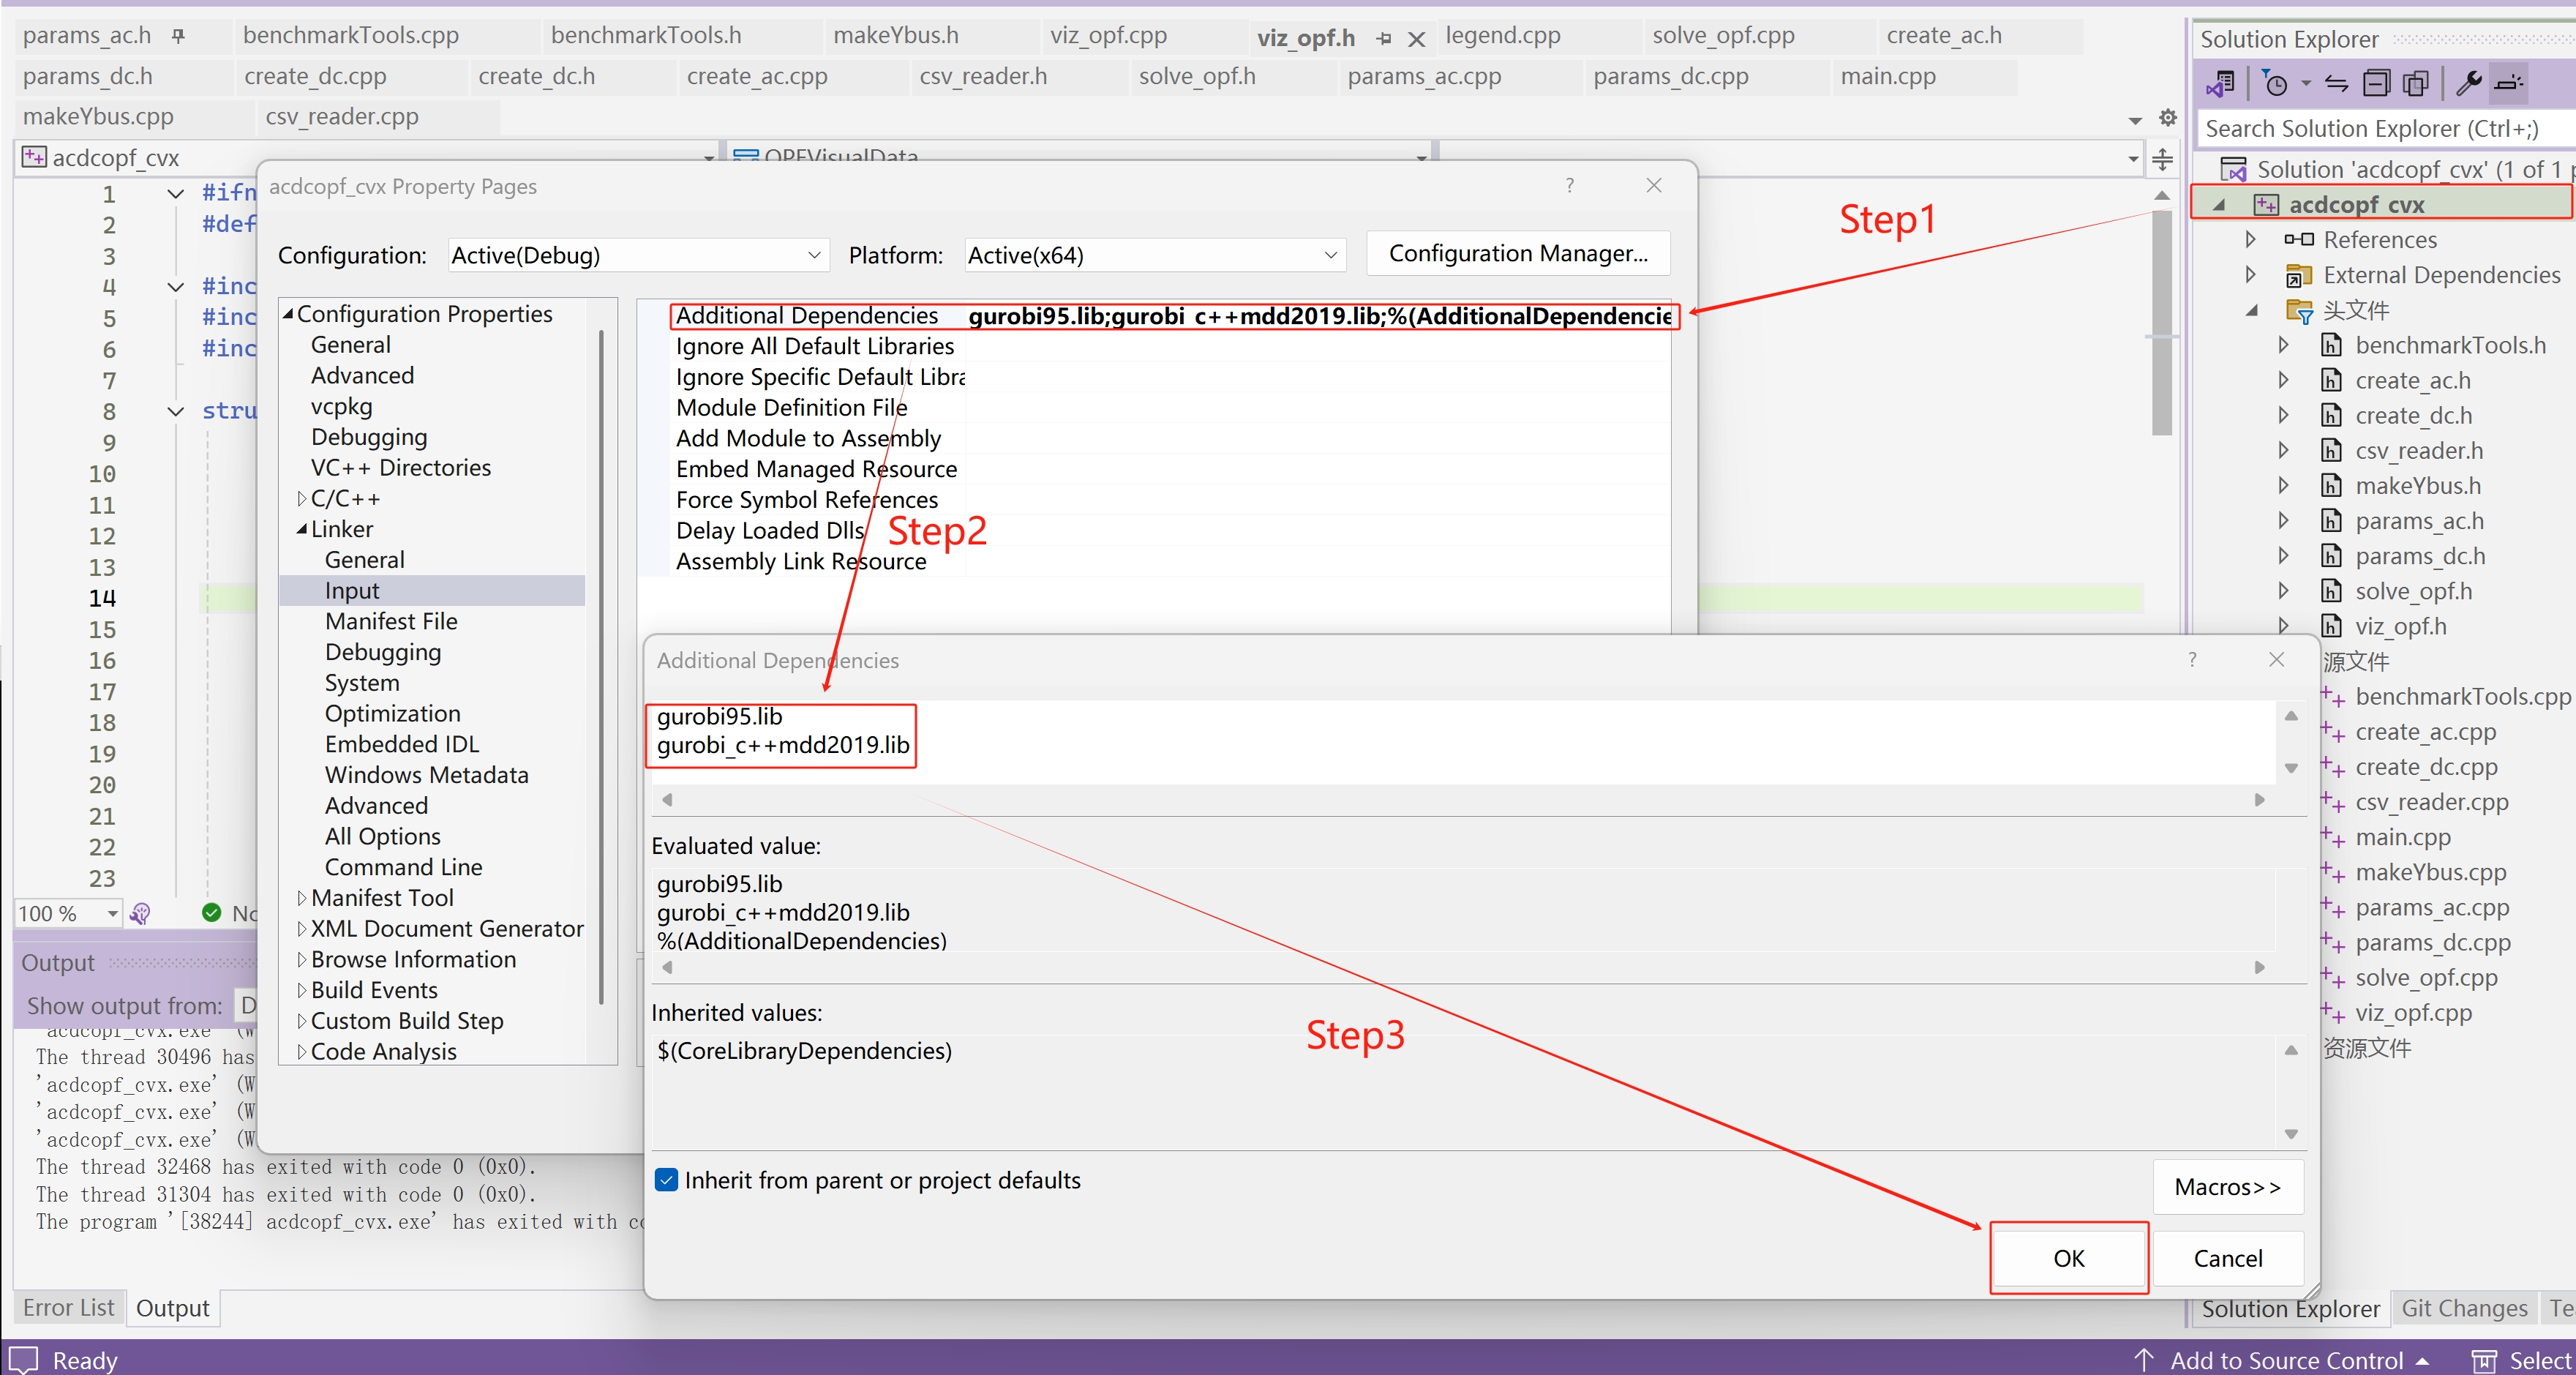 params_ac.h benchmarkTools.cpp benchmarkTools.h makeYbus.h viz_opf.cpp viz_opf.h legend.cpp solve_opf.cpp create_ac.h
params_dc.h create_dc.cpp create_dc.h create_ac.cpp csv_reader.h solve_opf.h params_ac.cpp params_dc.cpp main.cpp
makeYbus.cpp csv_reader.cpp
acdcopf_cvx OPFVisualData
1 #ifn
2 #def
3
4 #inc
5 #inc
6 #inc
7
8 stru
9
10
11
12
13
14
15
16
17
18
19
20
21
22
23
100 % No
acdcopf_cvx Property Pages ?
Configuration: Active(Debug) Platform: Active(x64) Configuration Manager...
Configuration Properties
General
Advanced
vcpkg
Debugging
VC++ Directories
C/C++
Linker
General
Input
Manifest File
Debugging
System
Optimization
Embedded IDL
Windows Metadata
Advanced
All Options
Command Line
Manifest Tool
XML Document Generator
Browse Information
Build Events
Custom Build Step
Code Analysis
Additional Dependencies gurobi95.lib;gurobi_c++mdd2019.lib;%(AdditionalDependencie
Ignore All Default Libraries
Ignore Specific Default Libra
Module Definition File
Add Module to Assembly
Embed Managed Resource
Force Symbol References
Delay Loaded Dlls
Assembly Link Resource
Step1
Step2
Additional Dependencies ?
gurobi95.lib
gurobi_c++mdd2019.lib
Evaluated value:
gurobi95.lib
gurobi_c++mdd2019.lib
%(AdditionalDependencies)
Inherited values:
$(CoreLibraryDependencies)
Step3
Inherit from parent or project defaults
Macros>>
OK Cancel
Output
Show output from: D
'acdcopf_cvx.exe' (W
The thread 30496 has
'acdcopf_cvx.exe' (W
'acdcopf_cvx.exe' (W
'acdcopf_cvx.exe' (W
The thread 32468 has exited with code 0 (0x0).
The thread 31304 has exited with code 0 (0x0).
The program '[38244] acdcopf_cvx.exe' has exited with co
Error List Output
Solution Explorer
Search Solution Explorer (Ctrl+;)
Solution 'acdcopf_cvx' (1 of 1 p
acdcopf_cvx
References
External Dependencies
头文件
benchmarkTools.h
create_ac.h
create_dc.h
csv_reader.h
makeYbus.h
params_ac.h
params_dc.h
solve_opf.h
viz_opf.h
源文件
benchmarkTools.cpp
create_ac.cpp
create_dc.cpp
csv_reader.cpp
main.cpp
makeYbus.cpp
params_ac.cpp
params_dc.cpp
solve_opf.cpp
viz_opf.cpp
资源文件
Solution Explorer Git Changes Te
Ready Add to Source Control Select